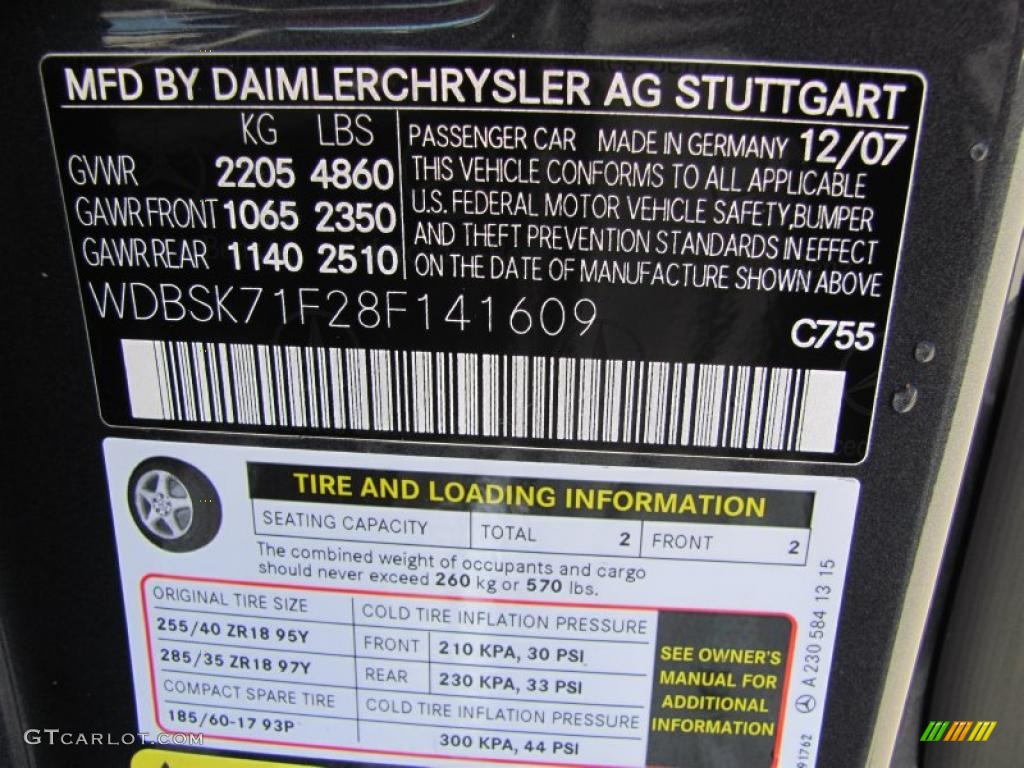 MFD BY DAIMLERCHRYSLER AG STUTTGART
KG LBS
GVWR 2205 4860
GAWR FRONT 1065 2350
GAWR REAR 1140 2510
PASSENGER CAR MADE IN GERMANY 12/07
THIS VEHICLE CONFORMS TO ALL APPLICABLE
U.S. FEDERAL MOTOR VEHICLE SAFETY,BUMPER
AND THEFT PREVENTION STANDARDS IN EFFECT
ON THE DATE OF MANUFACTURE SHOWN ABOVE
WDBSK71F28F141609
C755
TIRE AND LOADING INFORMATION
SEATING CAPACITY TOTAL 2 FRONT 2
The combined weight of occupants and cargo
should never exceed 260 kg or 570 lbs.
ORIGINAL TIRE SIZE
255/40 ZR18 95Y
285/35 ZR18 97Y
COMPACT SPARE TIRE
185/60-17 93P
COLD TIRE INFLATION PRESSURE
FRONT 210 KPA, 30 PSI
REAR 230 KPA, 33 PSI
COLD TIRE INFLATION PRESSURE
300 KPA, 44 PSI
SEE OWNER'S
MANUAL FOR
ADDITIONAL
INFORMATION
A 230 584 13 15
91762
GTCARLOT.COM